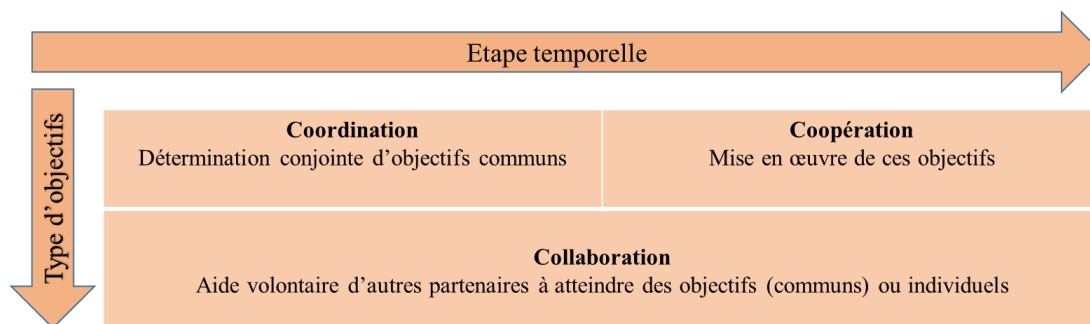 Etape temporelle
Type d’objectifs
Coordination
Détermination conjointe d’objectifs communs
Coopération
Mise en œuvre de ces objectifs
Collaboration
Aide volontaire d’autres partenaires à atteindre des objectifs (communs) ou individuels